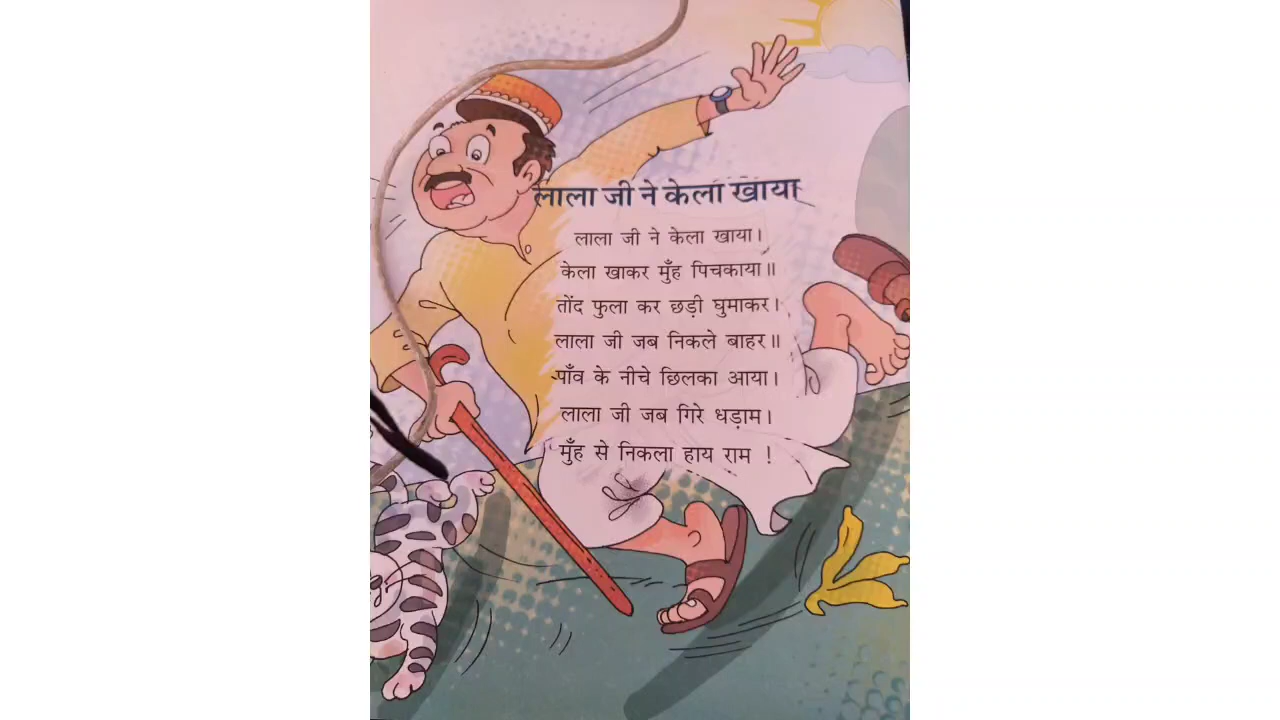 लाला जी ने केला खाया
लाला जी ने केला खाया।
केला खाकर मुँह पिचकाया॥
तोंद फुला कर छड़ी घुमाकर।
लाला जी जब निकले बाहर॥
पाँव के नीचे छिलका आया।
लाला जी जब गिरे धड़ाम।
मुँह से निकला हाय राम !